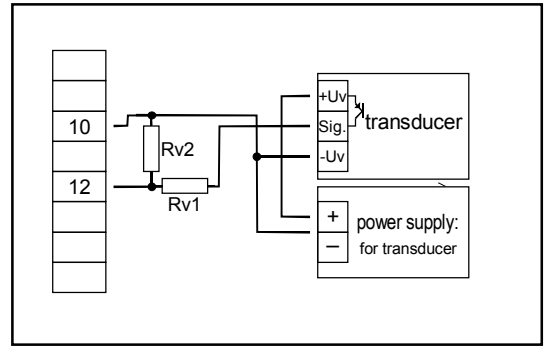 10
12
Rv2
Rv1
+Uv
Sig.
-Uv
transducer
+
–
power supply:
for transducer